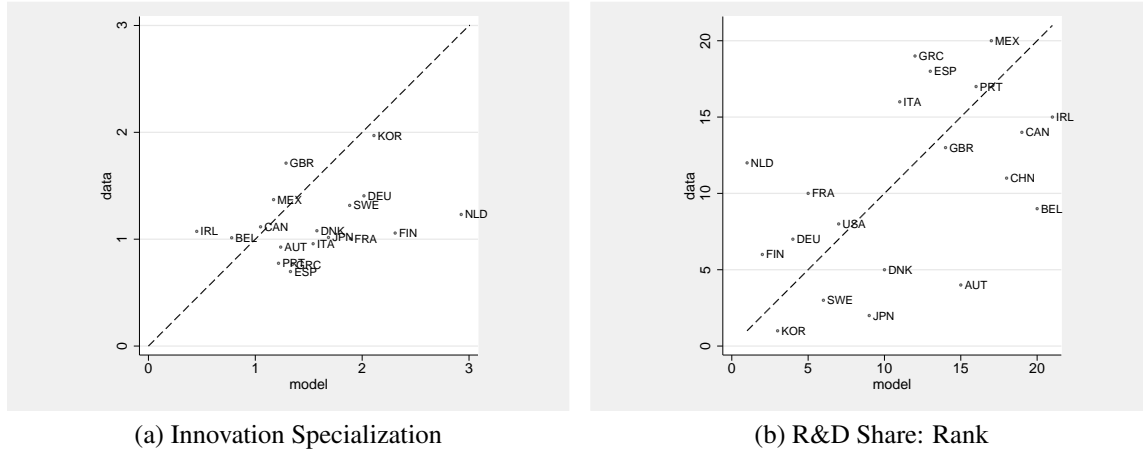 3
2
1
0
data
KOR
GBR
MEX
DEU
SWE
NLD
IRL
BEL
CAN
DNK
JPN
FRA
FIN
AUT
ITA
PRT
GRC
ESP
0 1 2 3
model
(a) Innovation Specialization
20
15
10
5
0
data
MEX
GRC
ESP
PRT
ITA
IRL
CAN
GBR
NLD
CHN
FRA
BEL
USA
DEU
FIN
DNK
AUT
SWE
JPN
KOR
0 5 10 15 20
model
(b) R&D Share: Rank